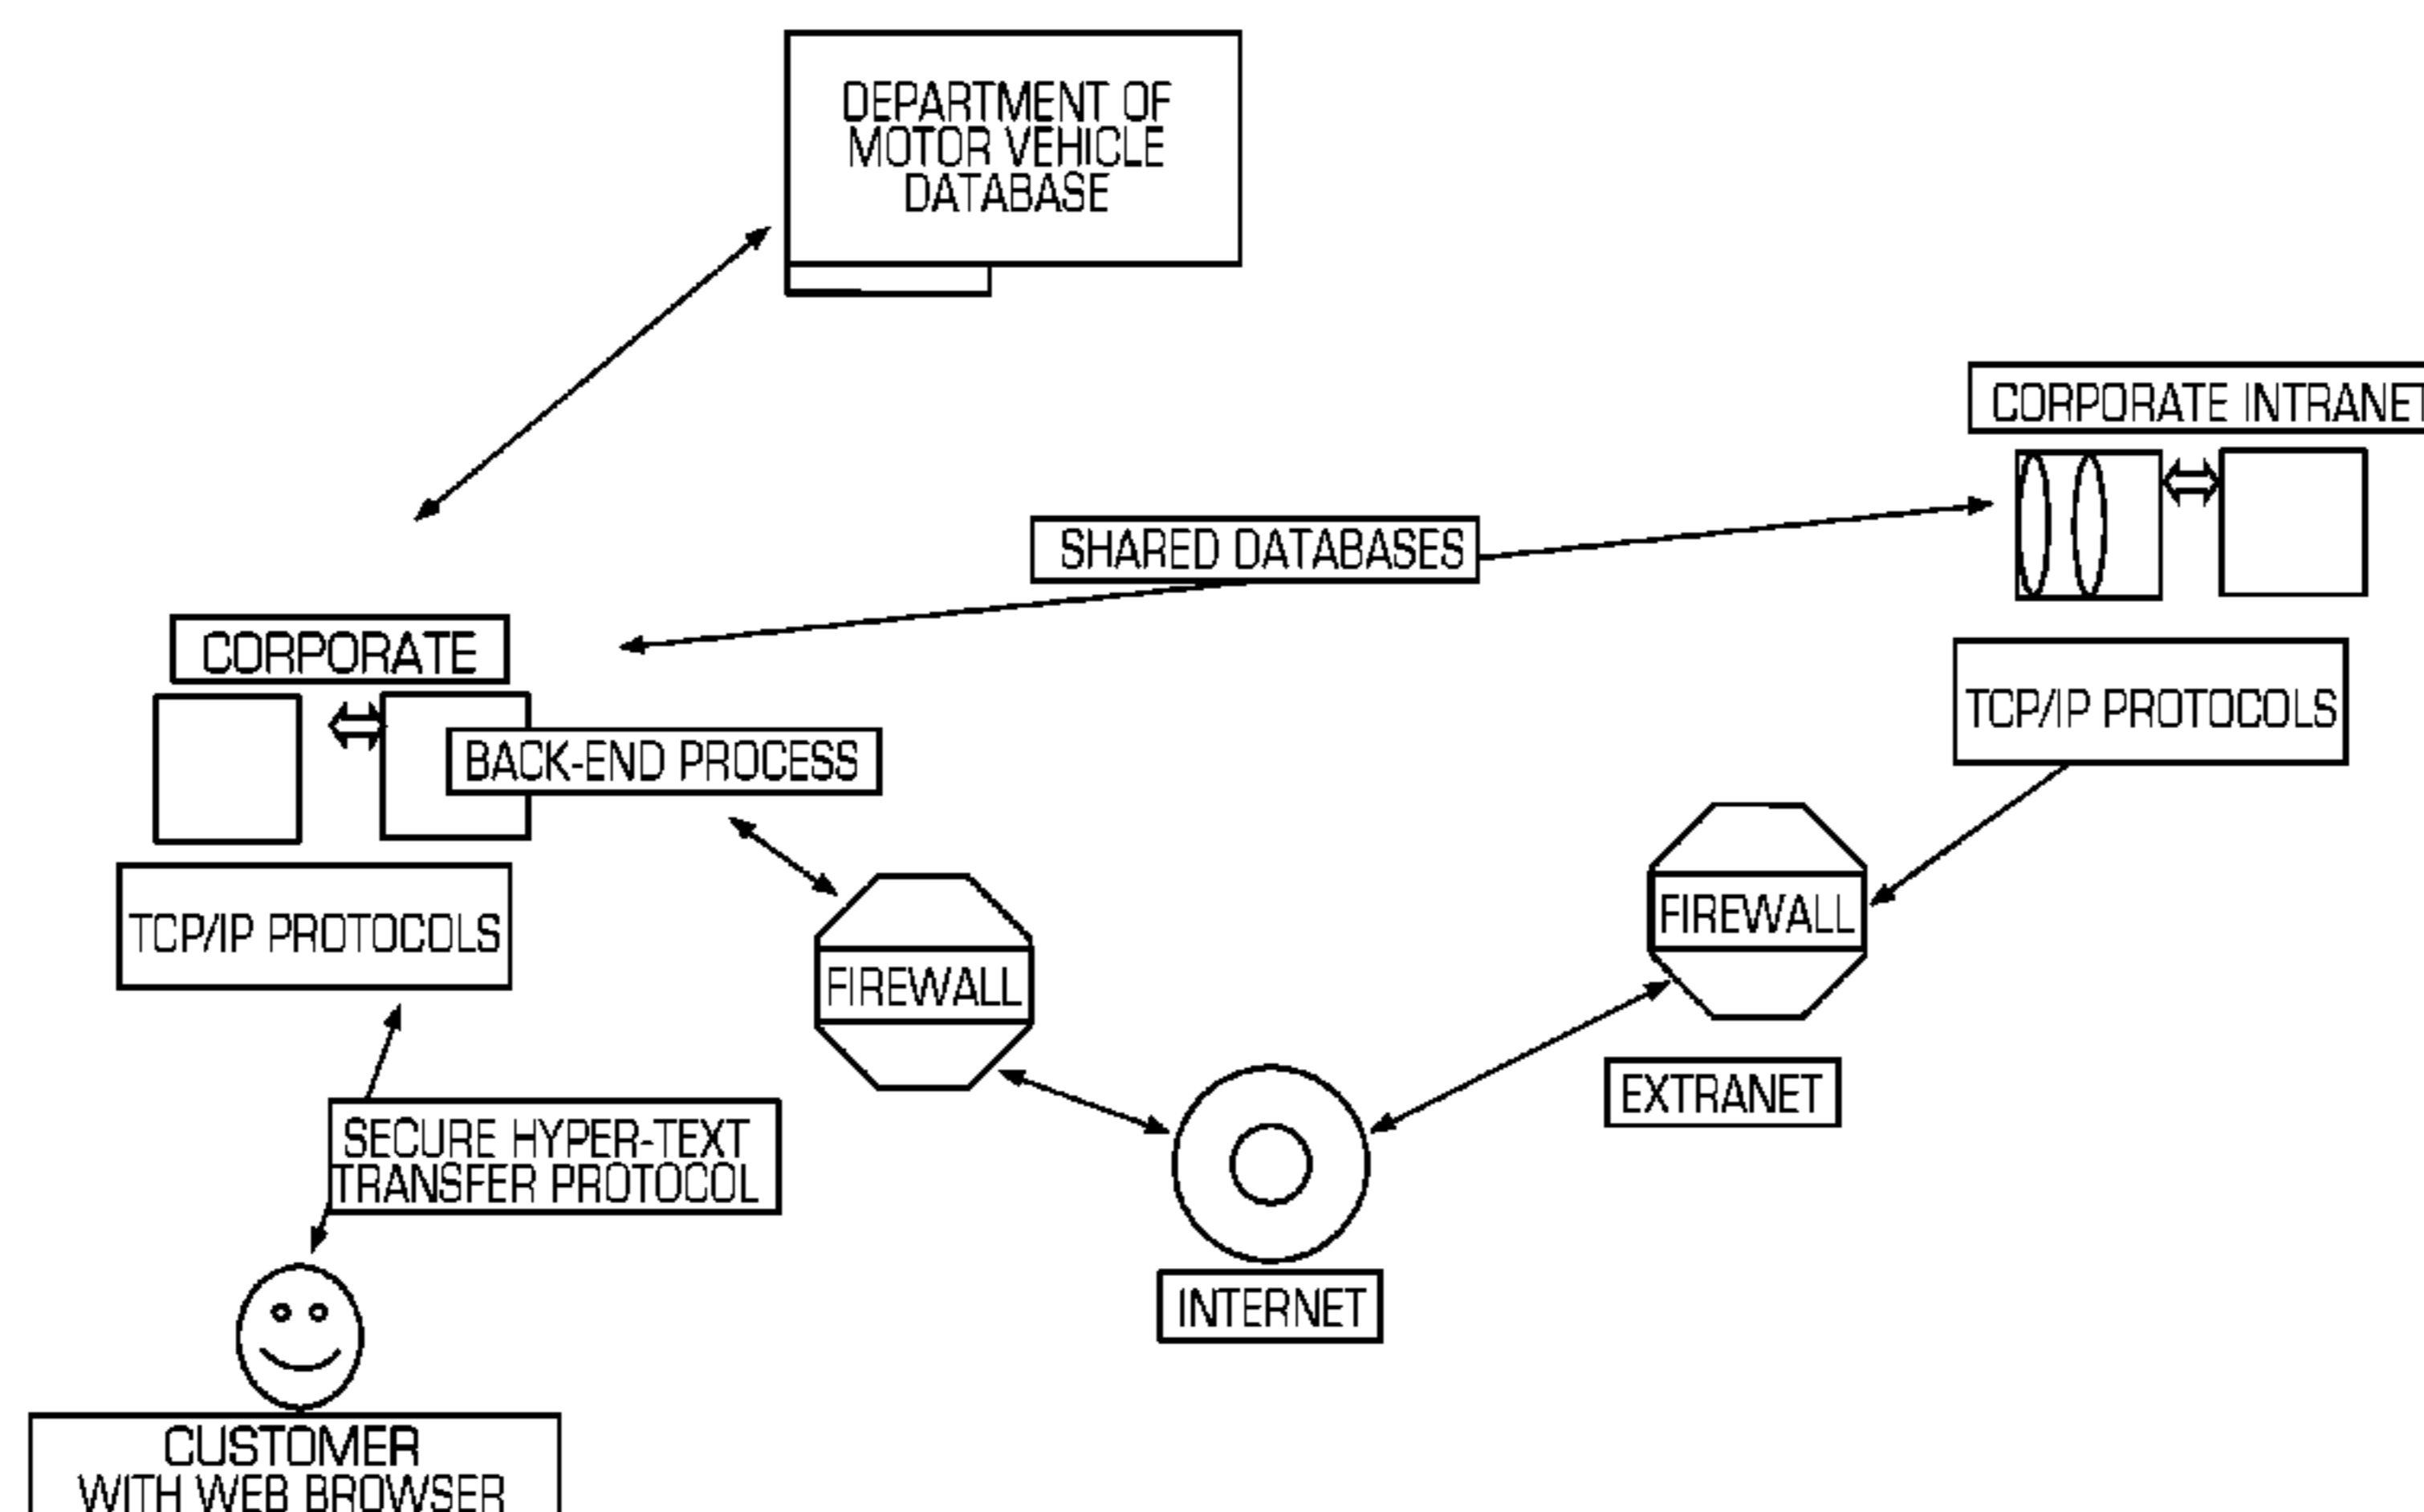 DEPARTMENT OF
MOTOR VEHICLE
DATABASE
CORPORATE INTRANET
SHARED DATABASES
CORPORATE
TCP/IP PROTOCOLS
BACK-END PROCESS
FIREWALL
TCP/IP PROTOCOLS
FIREWALL
EXTRANET
SECURE HYPER-TEXT
TRANSFER PROTOCOL
INTERNET
CUSTOMER
WITH WEB BROWSER